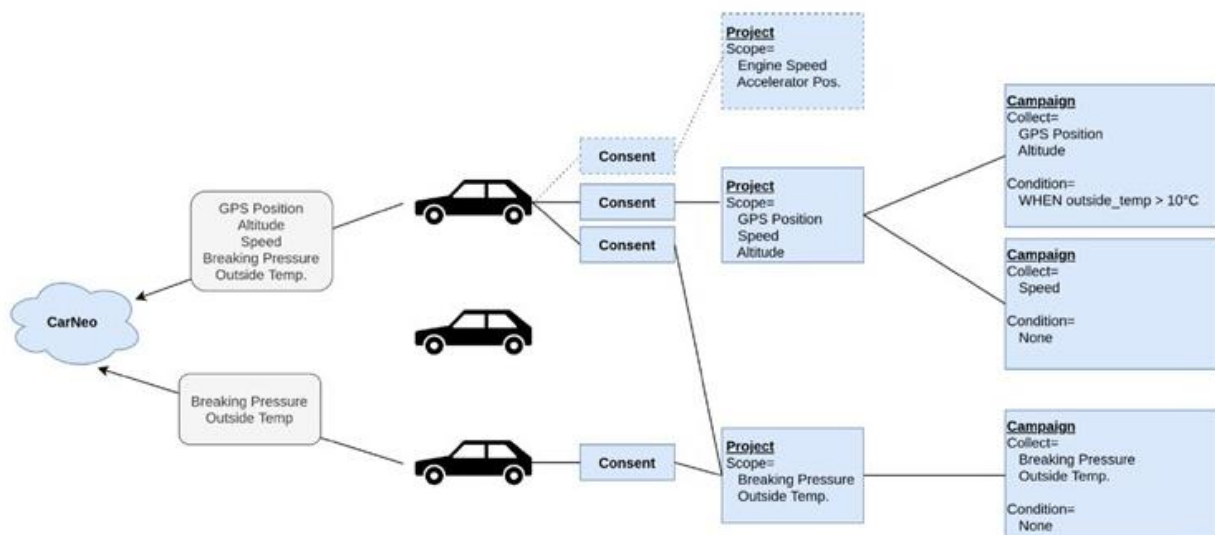 Project
Scope=
Engine Speed
Accelerator Pos.
Consent
Consent
Consent
Project
Scope=
GPS Position
Speed
Altitude
Campaign
Collect=
GPS Position
Altitude
Condition=
WHEN outside_temp > 10°C
Campaign
Collect=
Speed
Condition=
None
GPS Position
Altitude
Speed
Breaking Pressure
Outside Temp.
CarNeo
Breaking Pressure
Outside Temp
Consent
Project
Scope=
Breaking Pressure
Outside Temp.
Campaign
Collect=
Breaking Pressure
Outside Temp.
Condition=
None